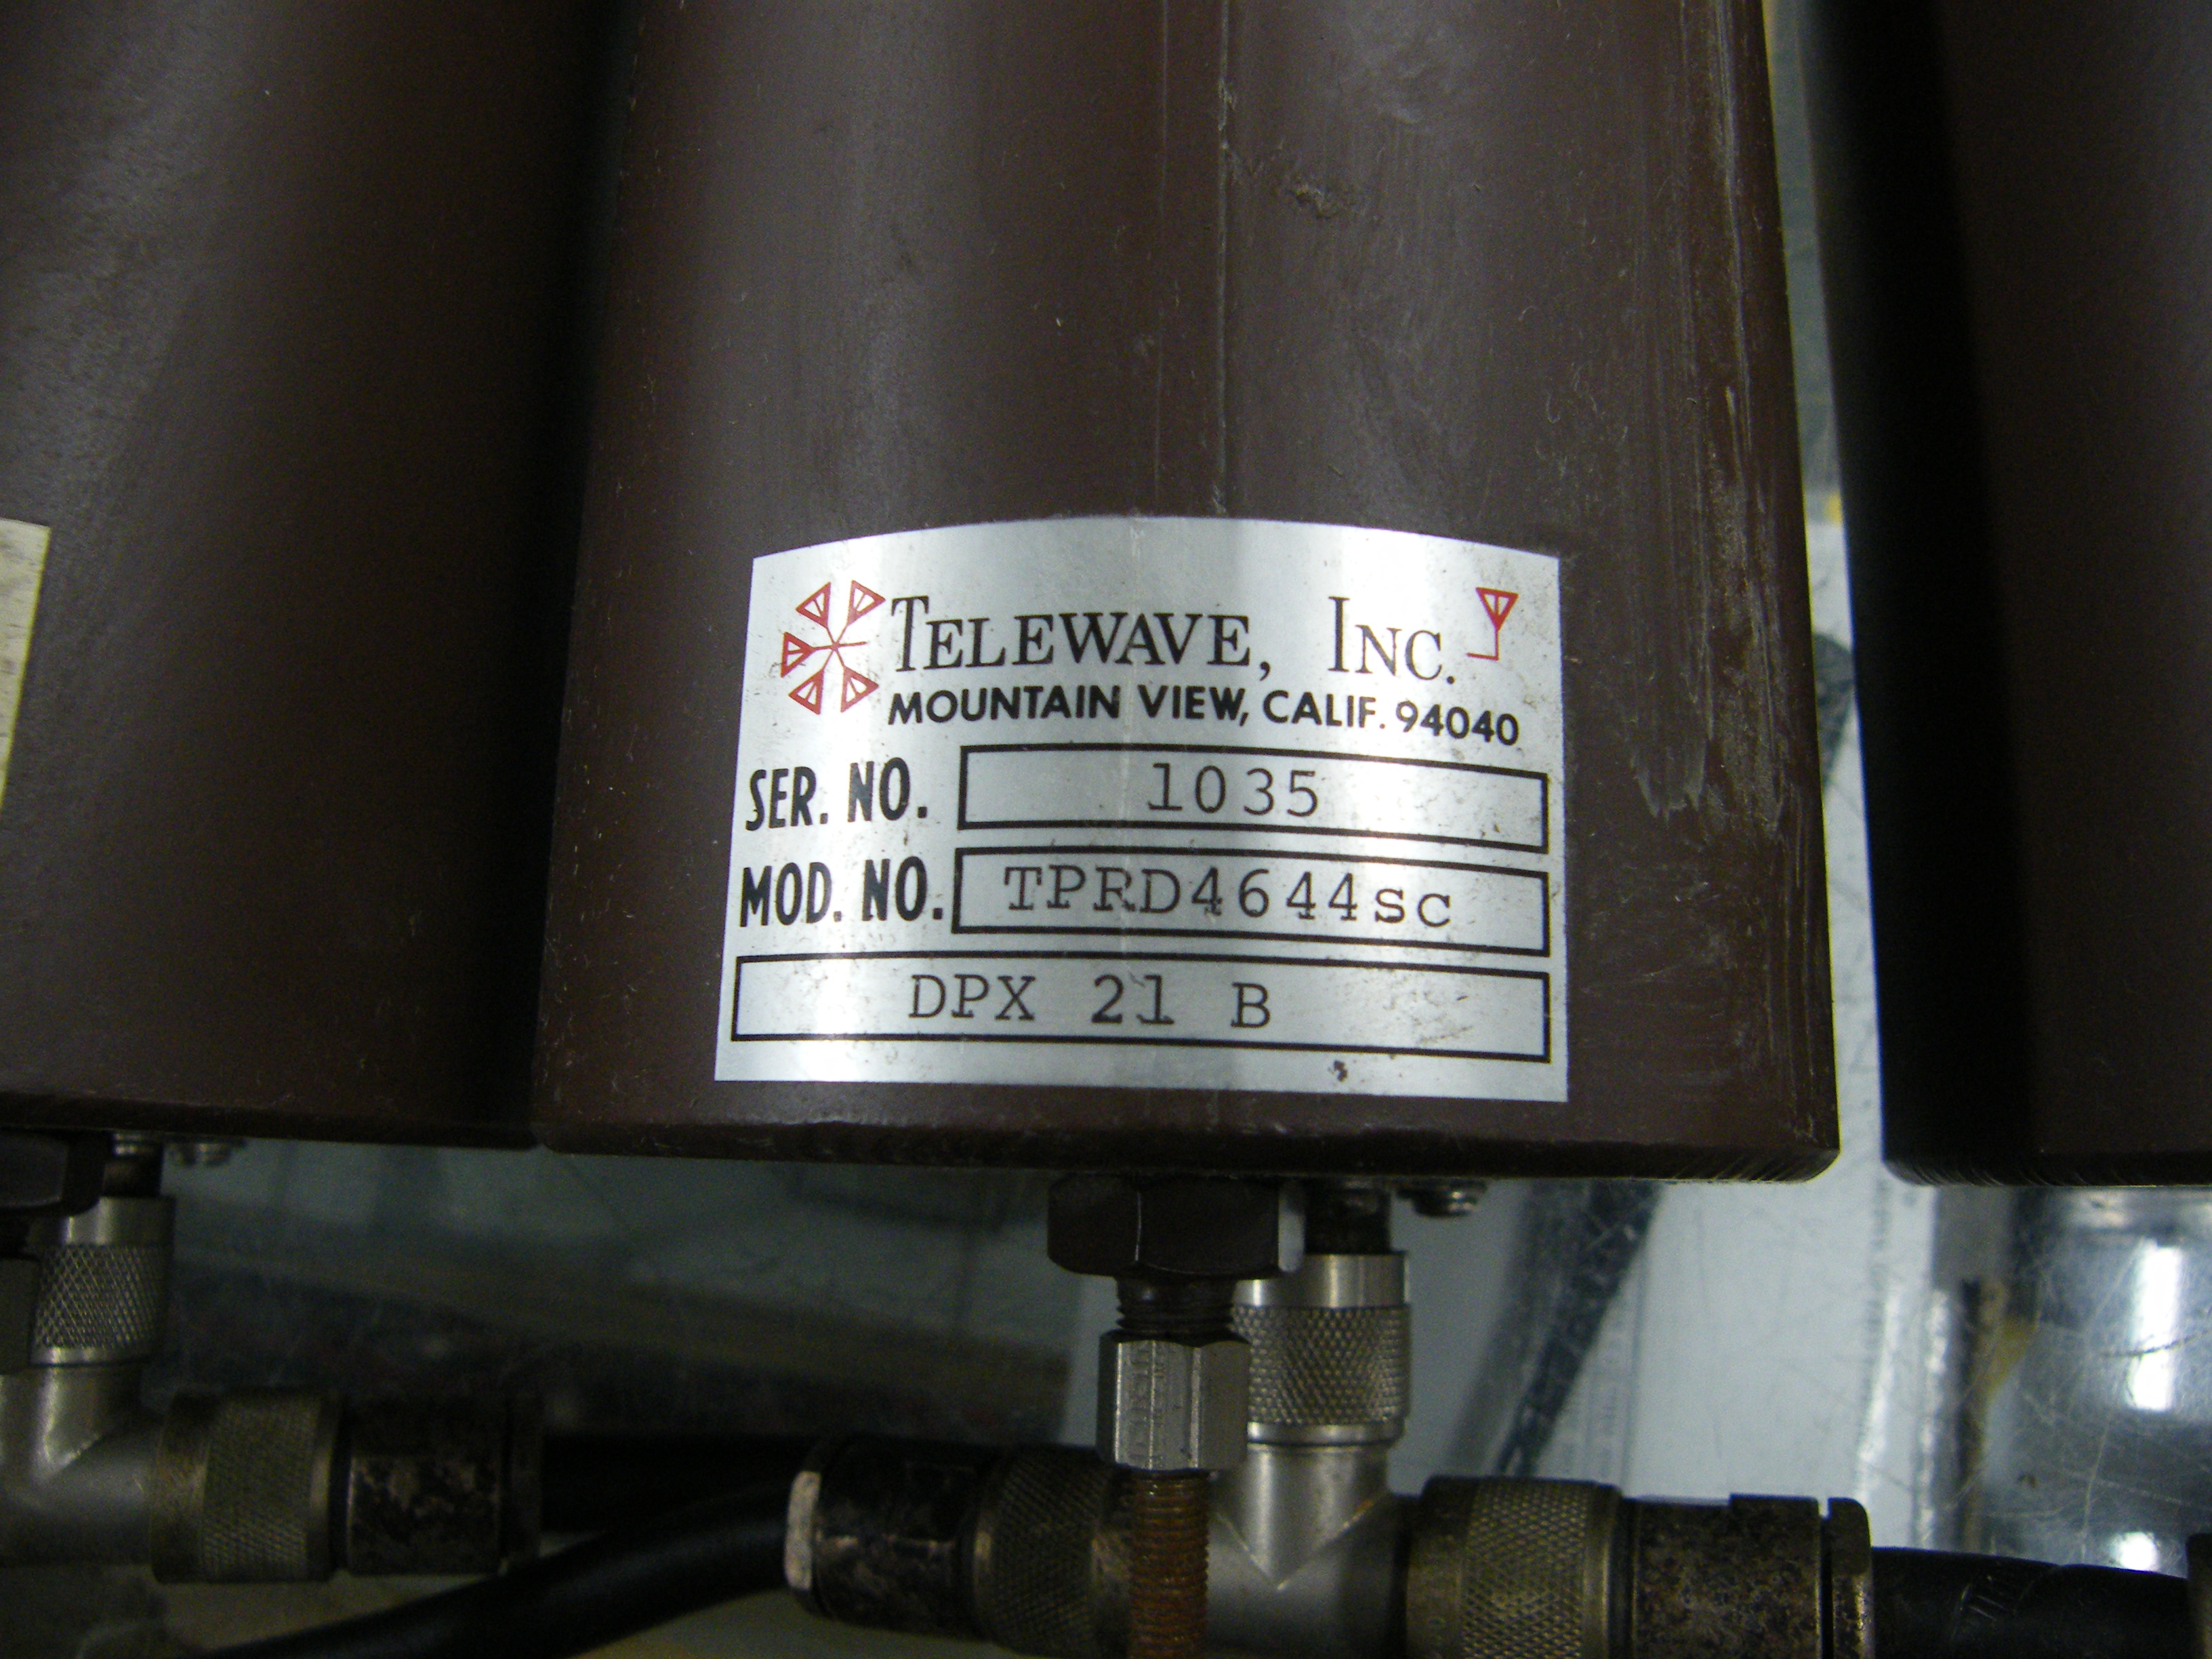 TELEWAVE, INC.
MOUNTAIN VIEW, CALIF. 94040
SER. NO. 1035
MOD. NO. TPRD4644sc
DPX 21 B